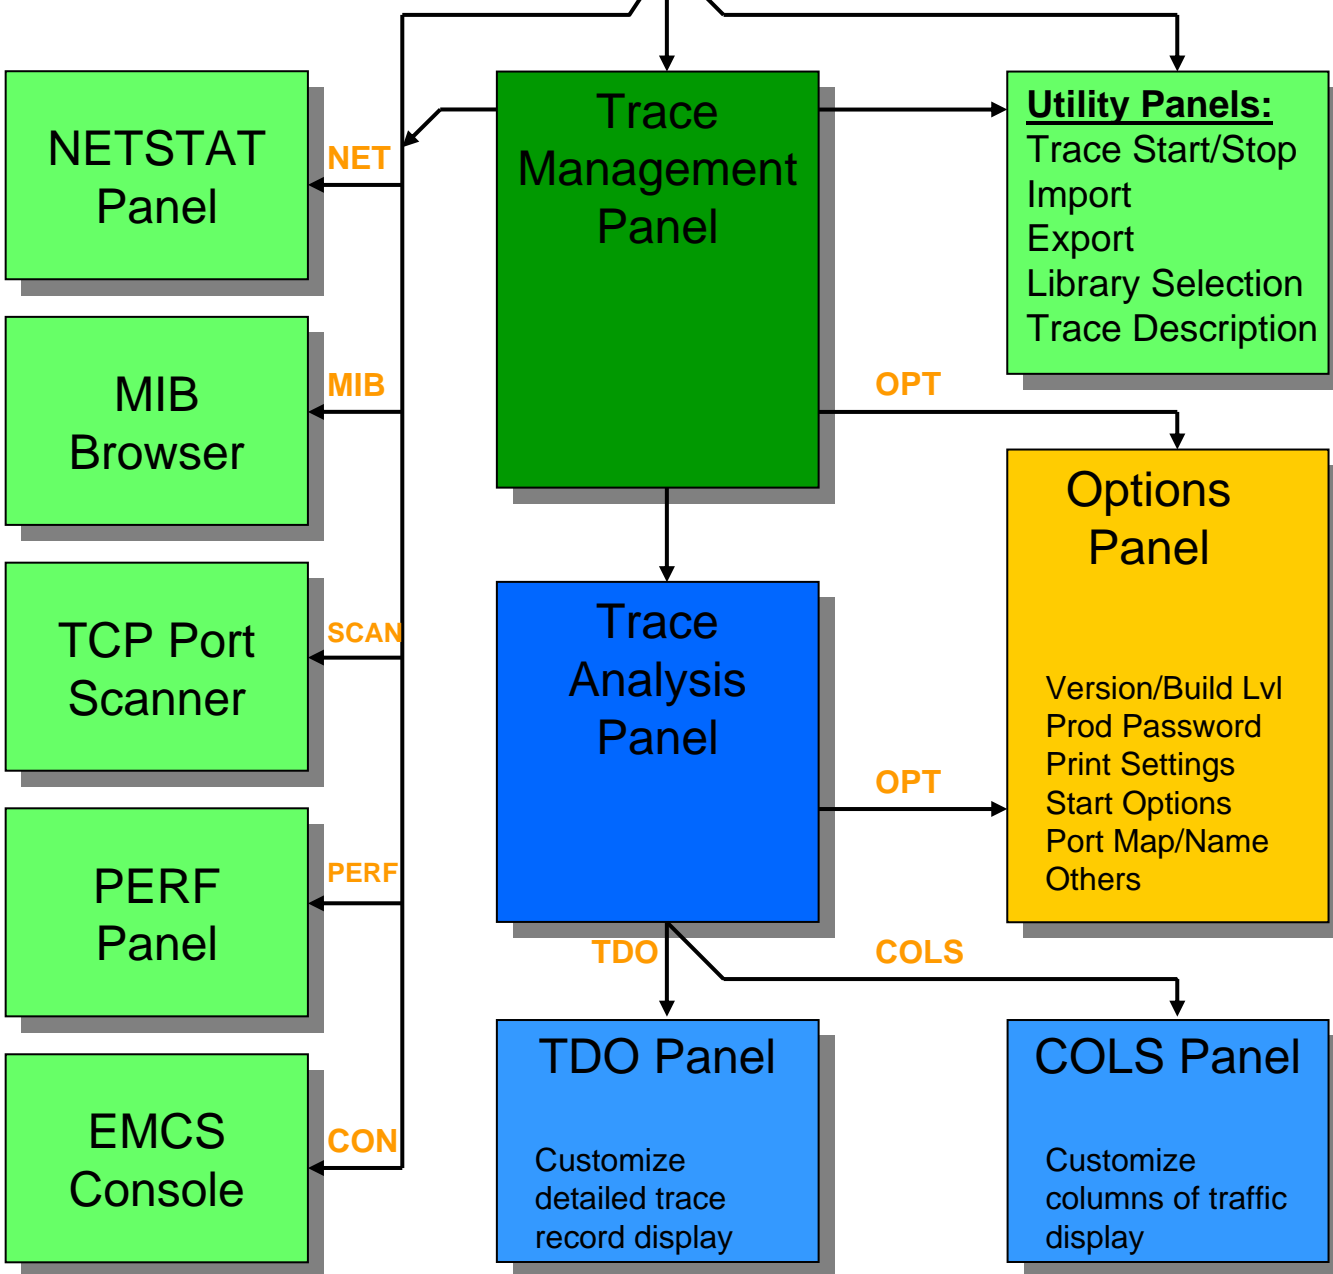 NETSTAT
Panel
NET
MIB
Browser
MIB
TCP Port
Scanner
SCAN
PERF
Panel
PERF
EMCS
Console
CON
Trace
Management
Panel
Utility Panels:
Trace Start/Stop
Import
Export
Library Selection
Trace Description
OPT
Options
Panel
Version/Build Lvl
Prod Password
Print Settings
Start Options
Port Map/Name
Others
Trace
Analysis
Panel
OPT
TDO
COLS
TDO Panel
Customize
detailed trace
record display
COLS Panel
Customize
columns of traffic
display